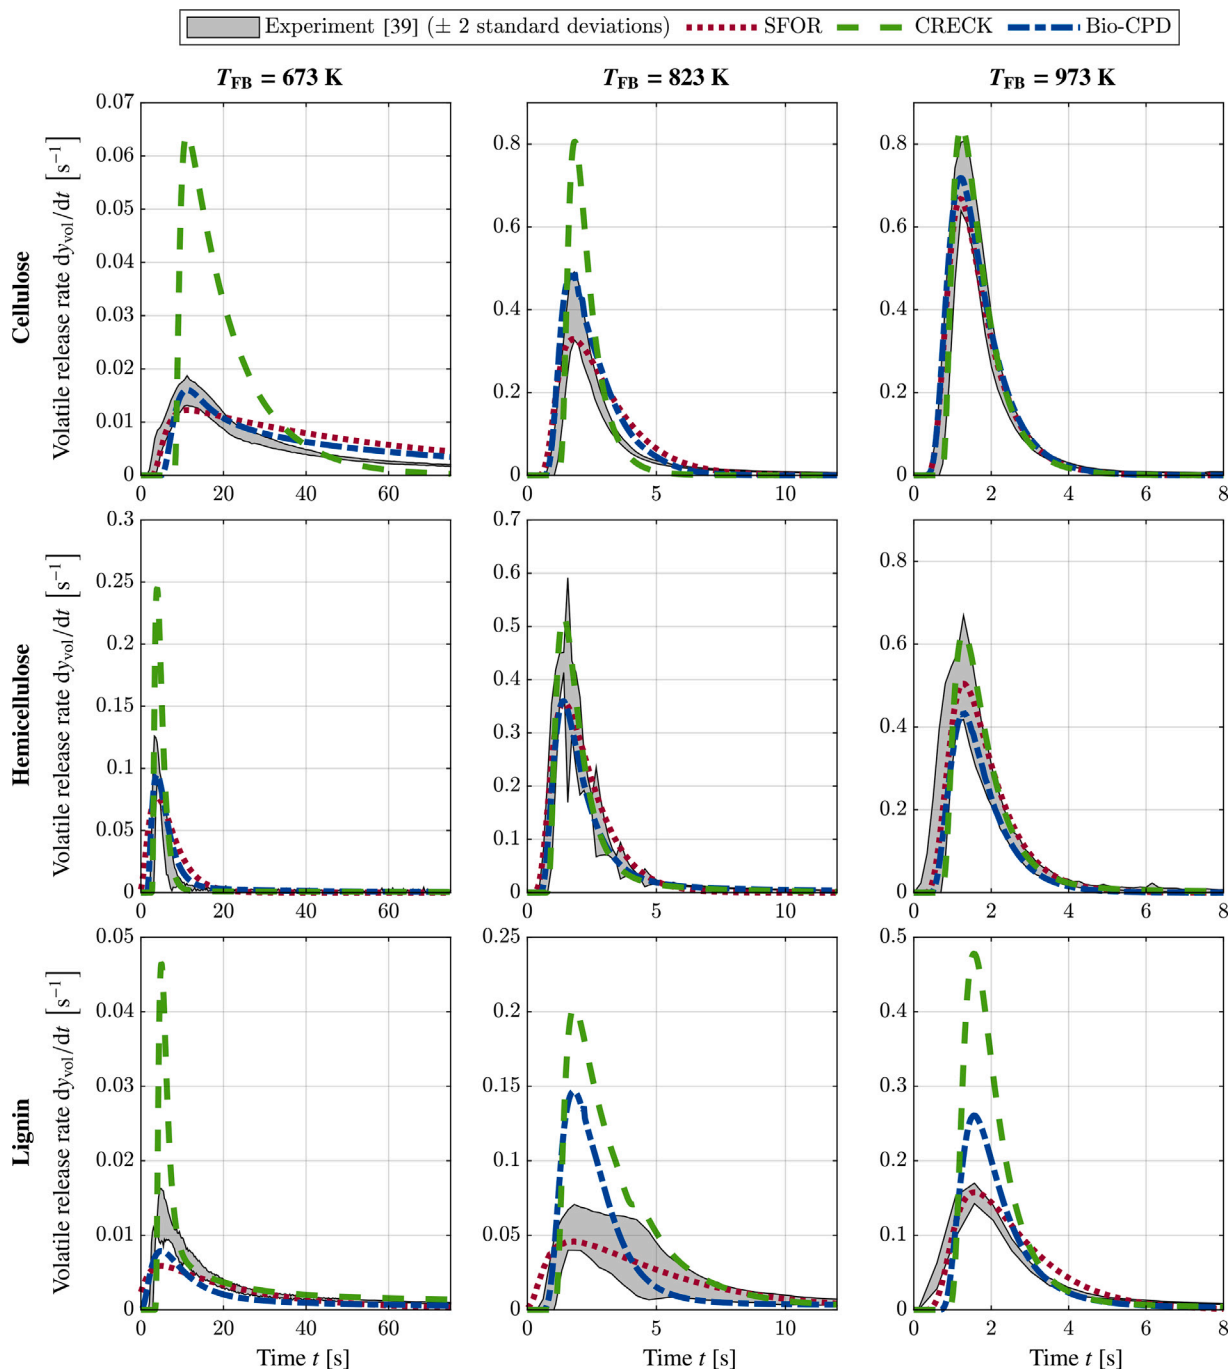 Experiment [39] (± 2 standard deviations) SFOR CRECK Bio-CPD
T_FB = 673 K T_FB = 823 K T_FB = 973 K
Cellulose
Volatile release rate dy_vol/dt [s⁻¹]
0.07
0.06
0.05
0.04
0.03
0.02
0.01
0
0 20 40 60
0.8
0.6
0.4
0.2
0
0 5 10
0.8
0.6
0.4
0.2
0
0 2 4 6 8
Hemicellulose
Volatile release rate dy_vol/dt [s⁻¹]
0.3
0.25
0.2
0.15
0.1
0.05
0
0 20 40 60
0.7
0.6
0.5
0.4
0.3
0.2
0.1
0
0 5 10
0.8
0.6
0.4
0.2
0
0 2 4 6 8
Lignin
Volatile release rate dy_vol/dt [s⁻¹]
0.05
0.04
0.03
0.02
0.01
0
0 20 40 60
Time t [s]
0.25
0.2
0.15
0.1
0.05
0
0 5 10
Time t [s]
0.5
0.4
0.3
0.2
0.1
0
0 2 4 6 8
Time t [s]